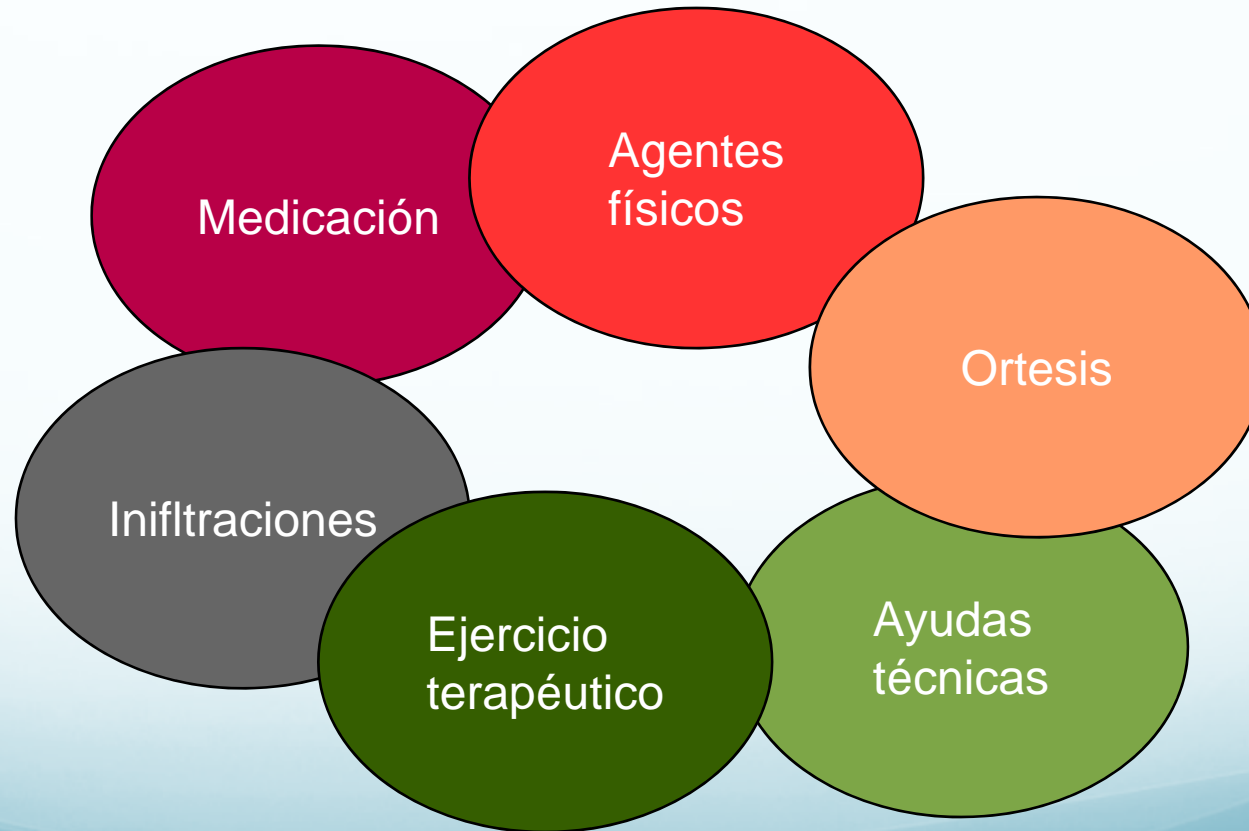 Agentes
físicos
Medicación
Ortesis
Inifltraciones
Ejercicio
terapéutico
Ayudas
técnicas